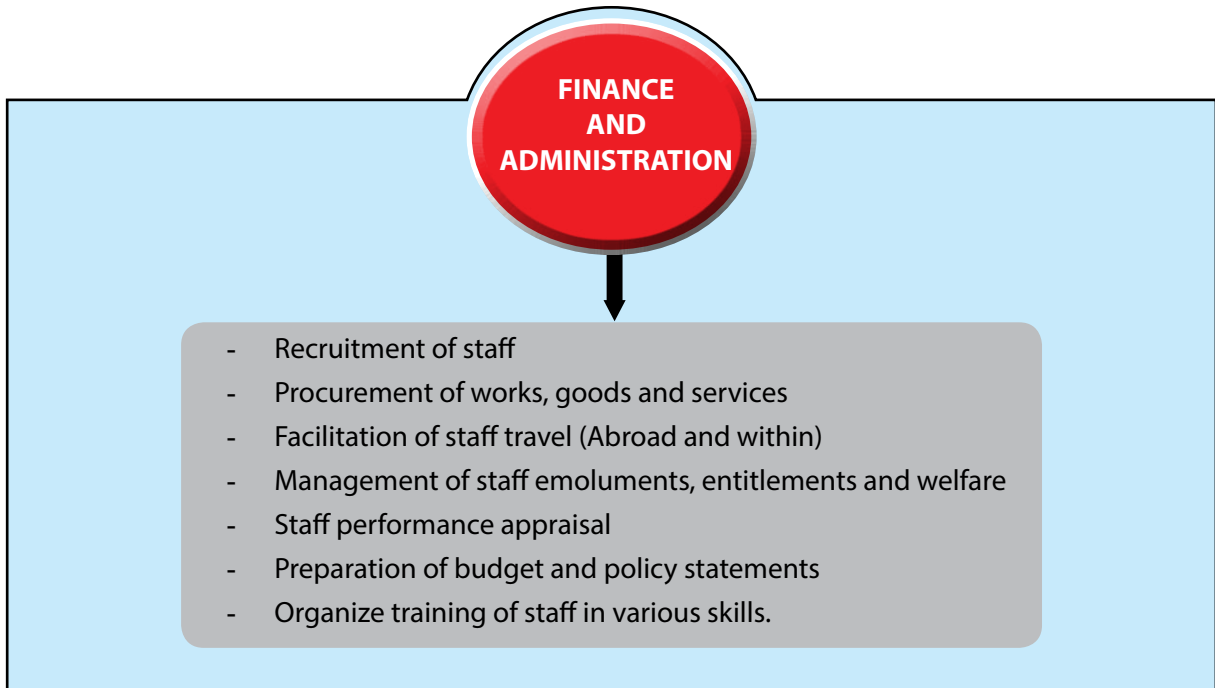 FINANCE
AND
ADMINISTRATION
- Recruitment of staff
- Procurement of works, goods and services
- Facilitation of staff travel (Abroad and within)
- Management of staff emoluments, entitlements and welfare
- Staff performance appraisal
- Preparation of budget and policy statements
- Organize training of staff in various skills.